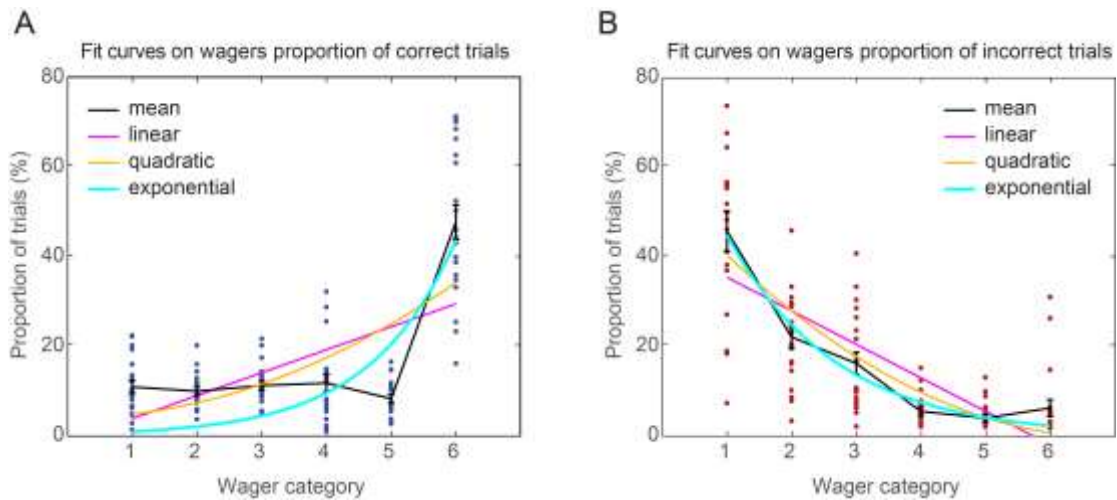 A
Fit curves on wagers proportion of correct trials
80
60
40
20
0
Proportion of trials (%)
mean
linear
quadratic
exponential
1 2 3 4 5 6
Wager category
B
Fit curves on wagers proportion of incorrect trials
80
60
40
20
0
Proportion of trials (%)
mean
linear
quadratic
exponential
1 2 3 4 5 6
Wager category